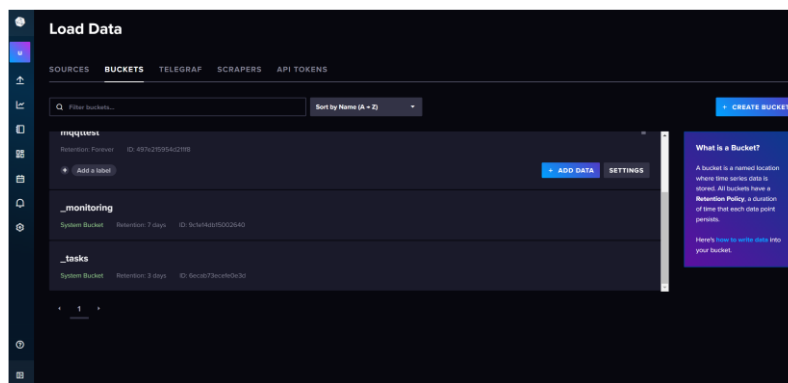 Load Data
SOURCES BUCKETS TELEGRAF SCRAPERS API TOKENS
Filter buckets...
Sort by Name (A → Z)
+ CREATE BUCKET
mqqttest
Retention: Forever
+ Add a label
+ ADD DATA
SETTINGS
_monitoring
System Bucket Retention: 7 days ID: 9c1e14db15002640
_tasks
System Bucket Retention: 3 days ID: 6ecab73ecefe0e3d
1
What is a Bucket?
A bucket is a named location
where time series data is
stored. All buckets have a
Retention Policy, a duration
of time that each data point
persists.
Here's how to write data into
your bucket.